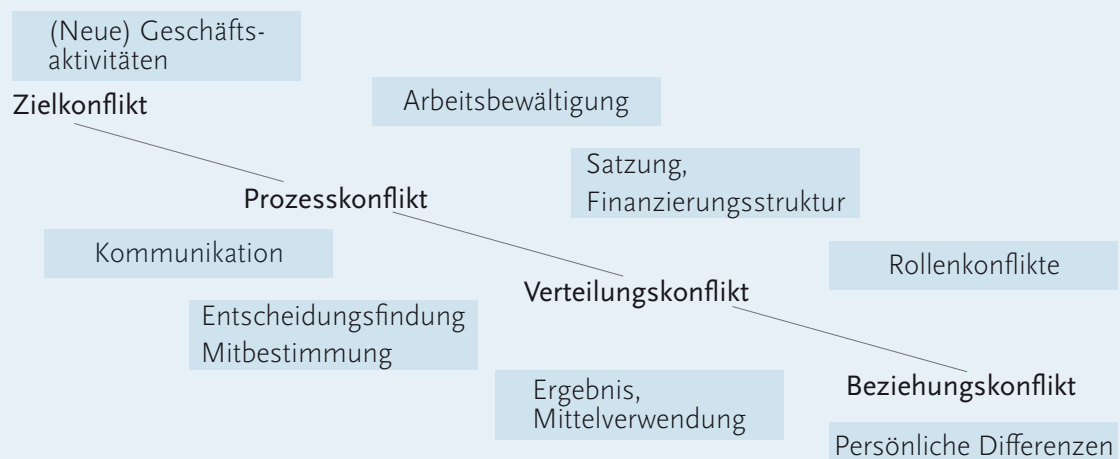 (Neue) Geschäfts-
aktivitäten
Zielkonflikt
Arbeitsbewältigung
Satzung,
Finanzierungsstruktur
Prozesskonflikt
Kommunikation
Rollenkonflikte
Verteilungskonflikt
Entscheidungsfindung
Mitbestimmung
Ergebnis,
Mittelverwendung
Beziehungskonflikt
Persönliche Differenzen